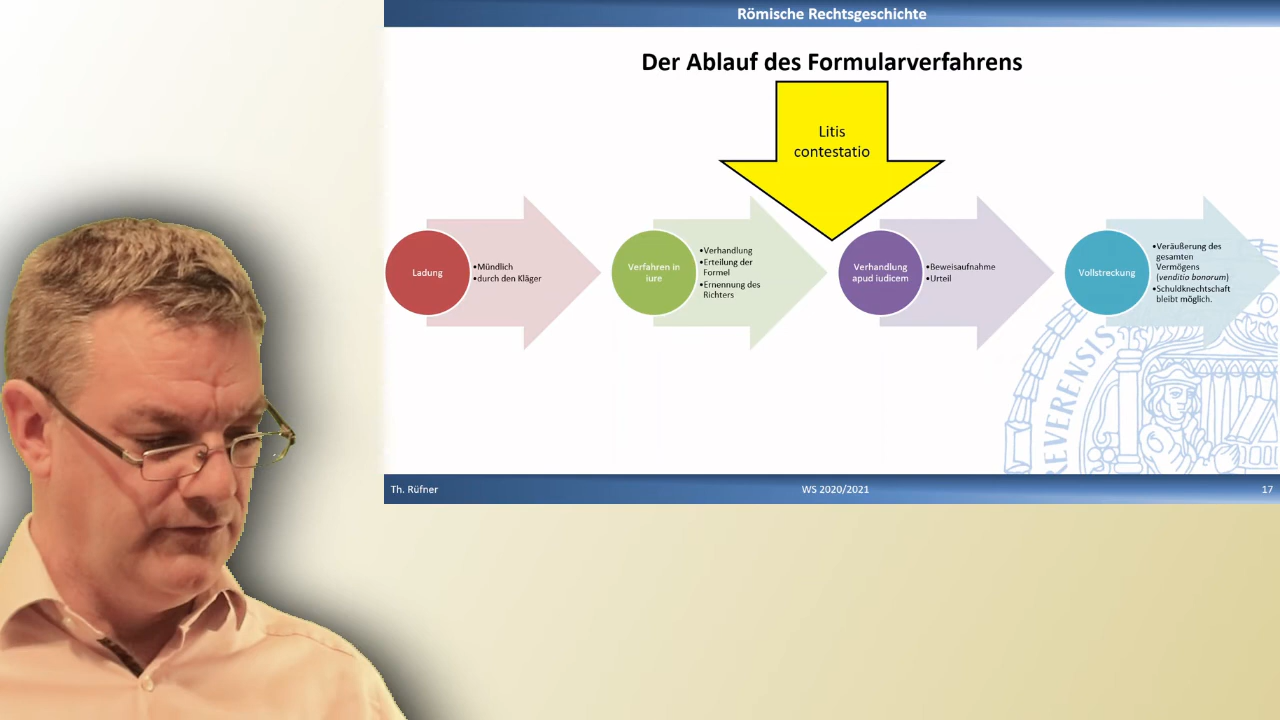 Römische Rechtsgeschichte
Der Ablauf des Formularverfahrens
Litis
contestatio
Ladung
•Mündlich
•durch den Kläger
Verfahren in
iure
•Verhandlung
•Erteilung der
Formel
•Ernennung des
Richters
Verhandlung
apud iudicem
•Beweisaufnahme
•Urteil
Vollstreckung
•Veräußerung des
gesamten
Vermögens
(venditio bonorum)
•Schuldknechtschaft
bleibt möglich.
REVERENSIS
Th. Rüfner
WS 2020/2021
17